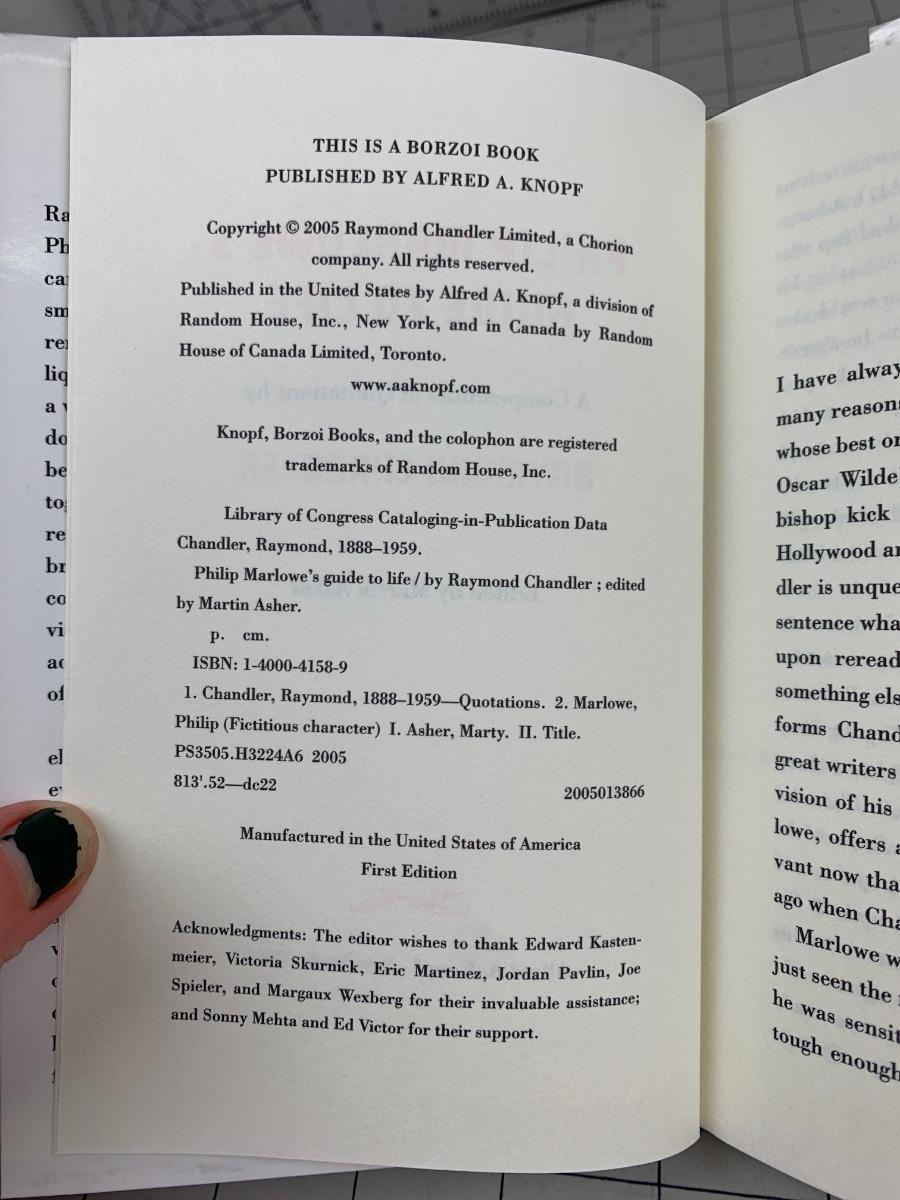 THIS IS A BORZOI BOOK
PUBLISHED BY ALFRED A. KNOPF
Copyright © 2005 Raymond Chandler Limited, a Chorion
company. All rights reserved.
Published in the United States by Alfred A. Knopf, a division of
Random House, Inc., New York, and in Canada by Random
House of Canada Limited, Toronto.
www.aaknopf.com
Knopf, Borzoi Books, and the colophon are registered
trademarks of Random House, Inc.
Library of Congress Cataloging-in-Publication Data
Chandler, Raymond, 1888–1959.
Philip Marlowe's guide to life / by Raymond Chandler ; edited
by Martin Asher.
p. cm.
ISBN: 1-4000-4158-9
1. Chandler, Raymond, 1888–1959—Quotations. 2. Marlowe,
Philip (Fictitious character) I. Asher, Marty. II. Title.
PS3505.H3224A6 2005
813'.52—dc22 2005013866
Manufactured in the United States of America
First Edition
Acknowledgments: The editor wishes to thank Edward Kasten-
meier, Victoria Skurnick, Eric Martinez, Jordan Pavlin, Joe
Spieler, and Margaux Wexberg for their invaluable assistance;
and Sonny Mehta and Ed Victor for their support.
I have alway
many reasons
whose best or
Oscar Wilde'
bishop kick
Hollywood an
dler is unque
sentence wha
upon reread
something els
forms Chand
great writers
vision of his
lowe, offers a
vant now tha
ago when Cha
Marlowe w
just seen the
he was sensit
tough enough